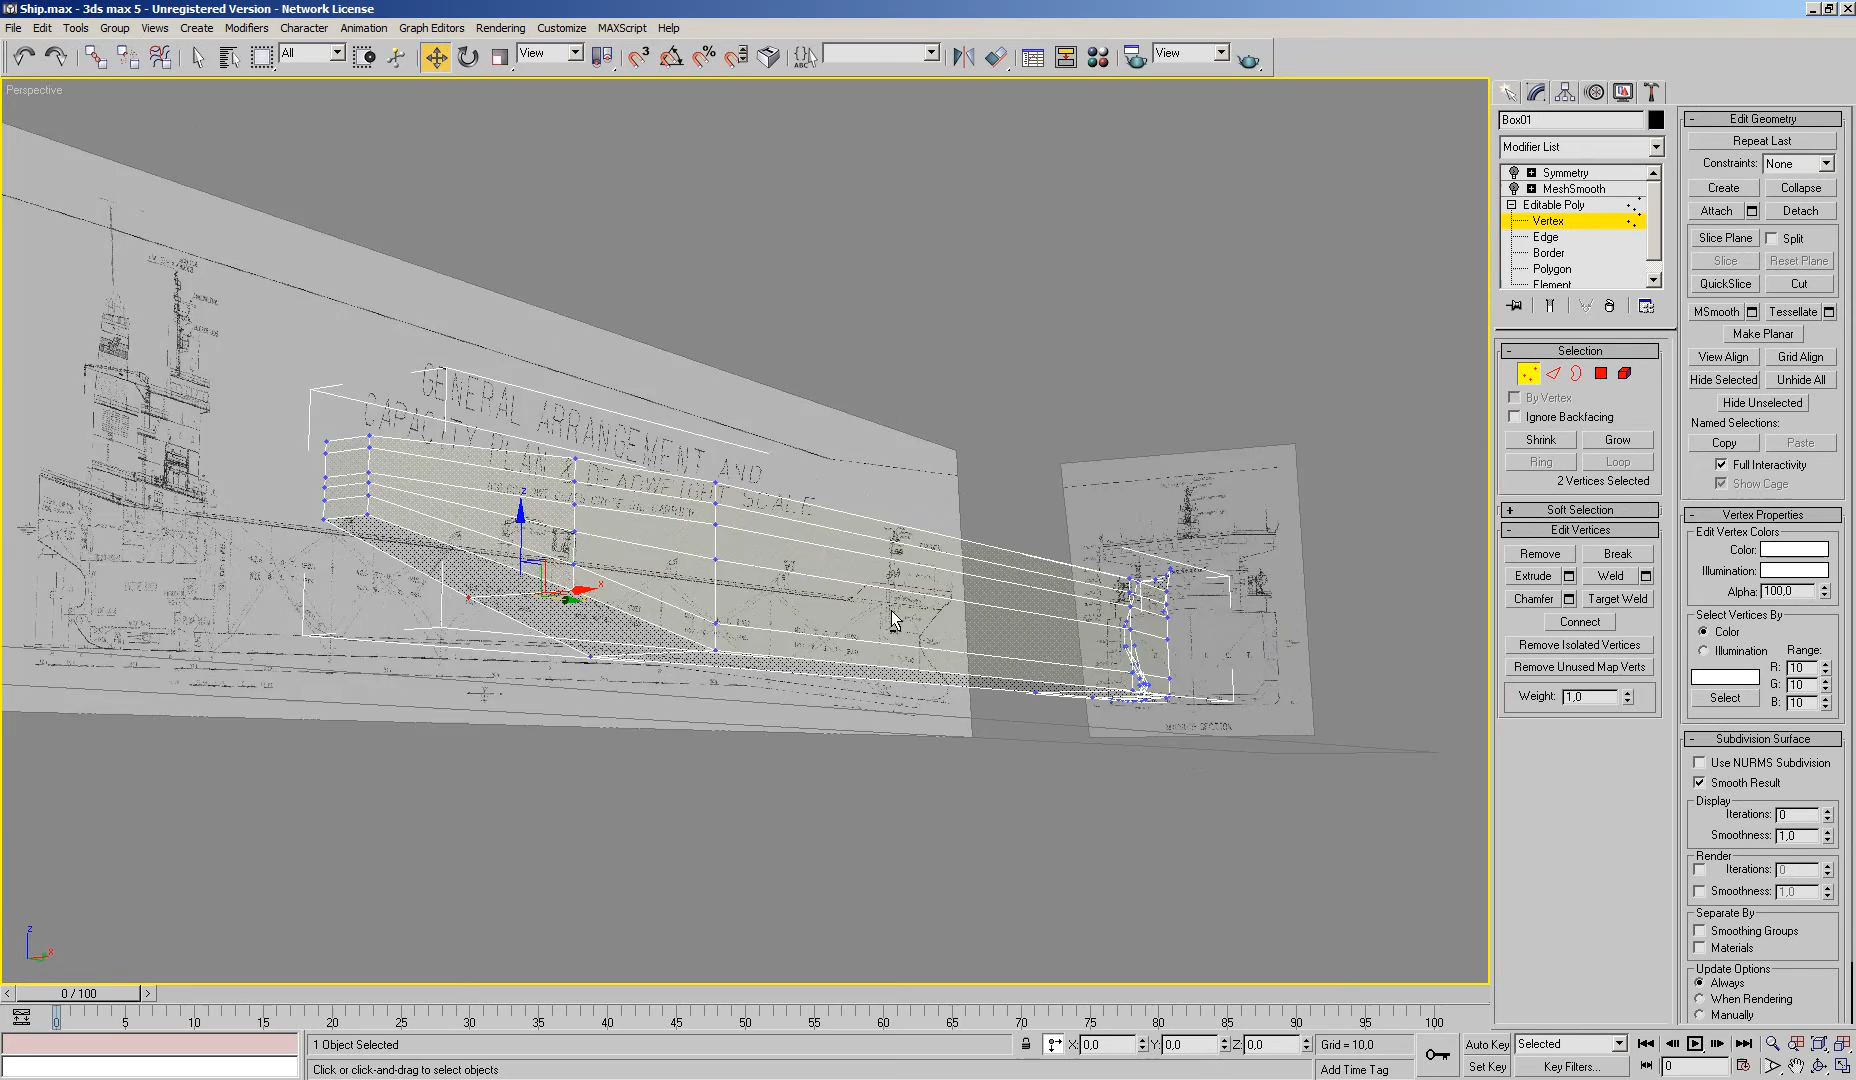 Ship.max - 3ds max 5 - Unregistered Version - Network License
File Edit Tools Group Views Create Modifiers Character Animation Graph Editors Rendering Customize MAXScript Help
All View View
Perspective
GENERAL ARRANGEMENT AND
CAPACITY PLAN & DEADWEIGHT SCALE
Box01
Modifier List
Symmetry
MeshSmooth
Editable Poly
Vertex
Edge
Border
Polygon
Element
Selection
By Vertex
Ignore Backfacing
Shrink Grow
Ring Loop
2 Vertices Selected
Soft Selection
Edit Vertices
Remove Break
Extrude Weld
Chamfer Target Weld
Connect
Remove Isolated Vertices
Remove Unused Map Verts
Weight: 1,0
Edit Geometry
Repeat Last
Constraints: None
Create Collapse
Attach Detach
Slice Plane Split
Slice Reset Plane
QuickSlice Cut
MSmooth Tessellate
Make Planar
View Align Grid Align
Hide Selected Unhide All
Hide Unselected
Named Selections:
Copy Paste
Full Interactivity
Show Cage
Vertex Properties
Edit Vertex Colors
Color:
Illumination:
Alpha: 100,0
Select Vertices By
Color
Illumination Range:
R: 10
G: 10
Select B: 10
Subdivision Surface
Use NURMS Subdivision
Smooth Result
Display
Iterations: 0
Smoothness: 1,0
Render
Iterations: 0
Smoothness: 1,0
Separate By
Smoothing Groups
Materials
Update Options
Always
When Rendering
Manually
z
x
z
x
0 / 100
0 5 10 15 20 25 30 35 40 45 50 55 60 65 70 75 80 85 90 95 100
1 Object Selected X: 0,0 Y: 0,0 Z: 0,0 Grid = 10,0 Auto Key Selected
Click or click-and-drag to select objects Add Time Tag Set Key Key Filters... 0